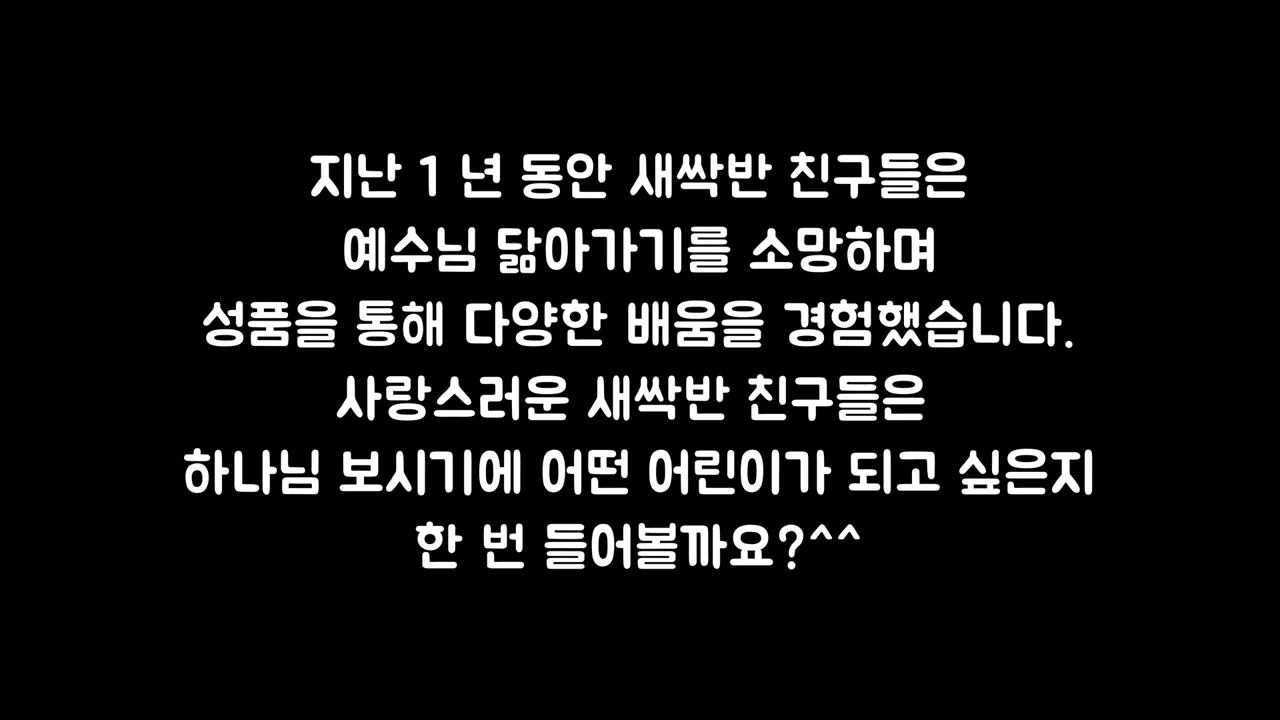 지난 1 년 동안 새싹반 친구들은
예수님 닮아가기를 소망하며
성품을 통해 다양한 배움을 경험했습니다.
사랑스러운 새싹반 친구들은
하나님 보시기에 어떤 어린이가 되고 싶은지
한 번 들어볼까요?^^